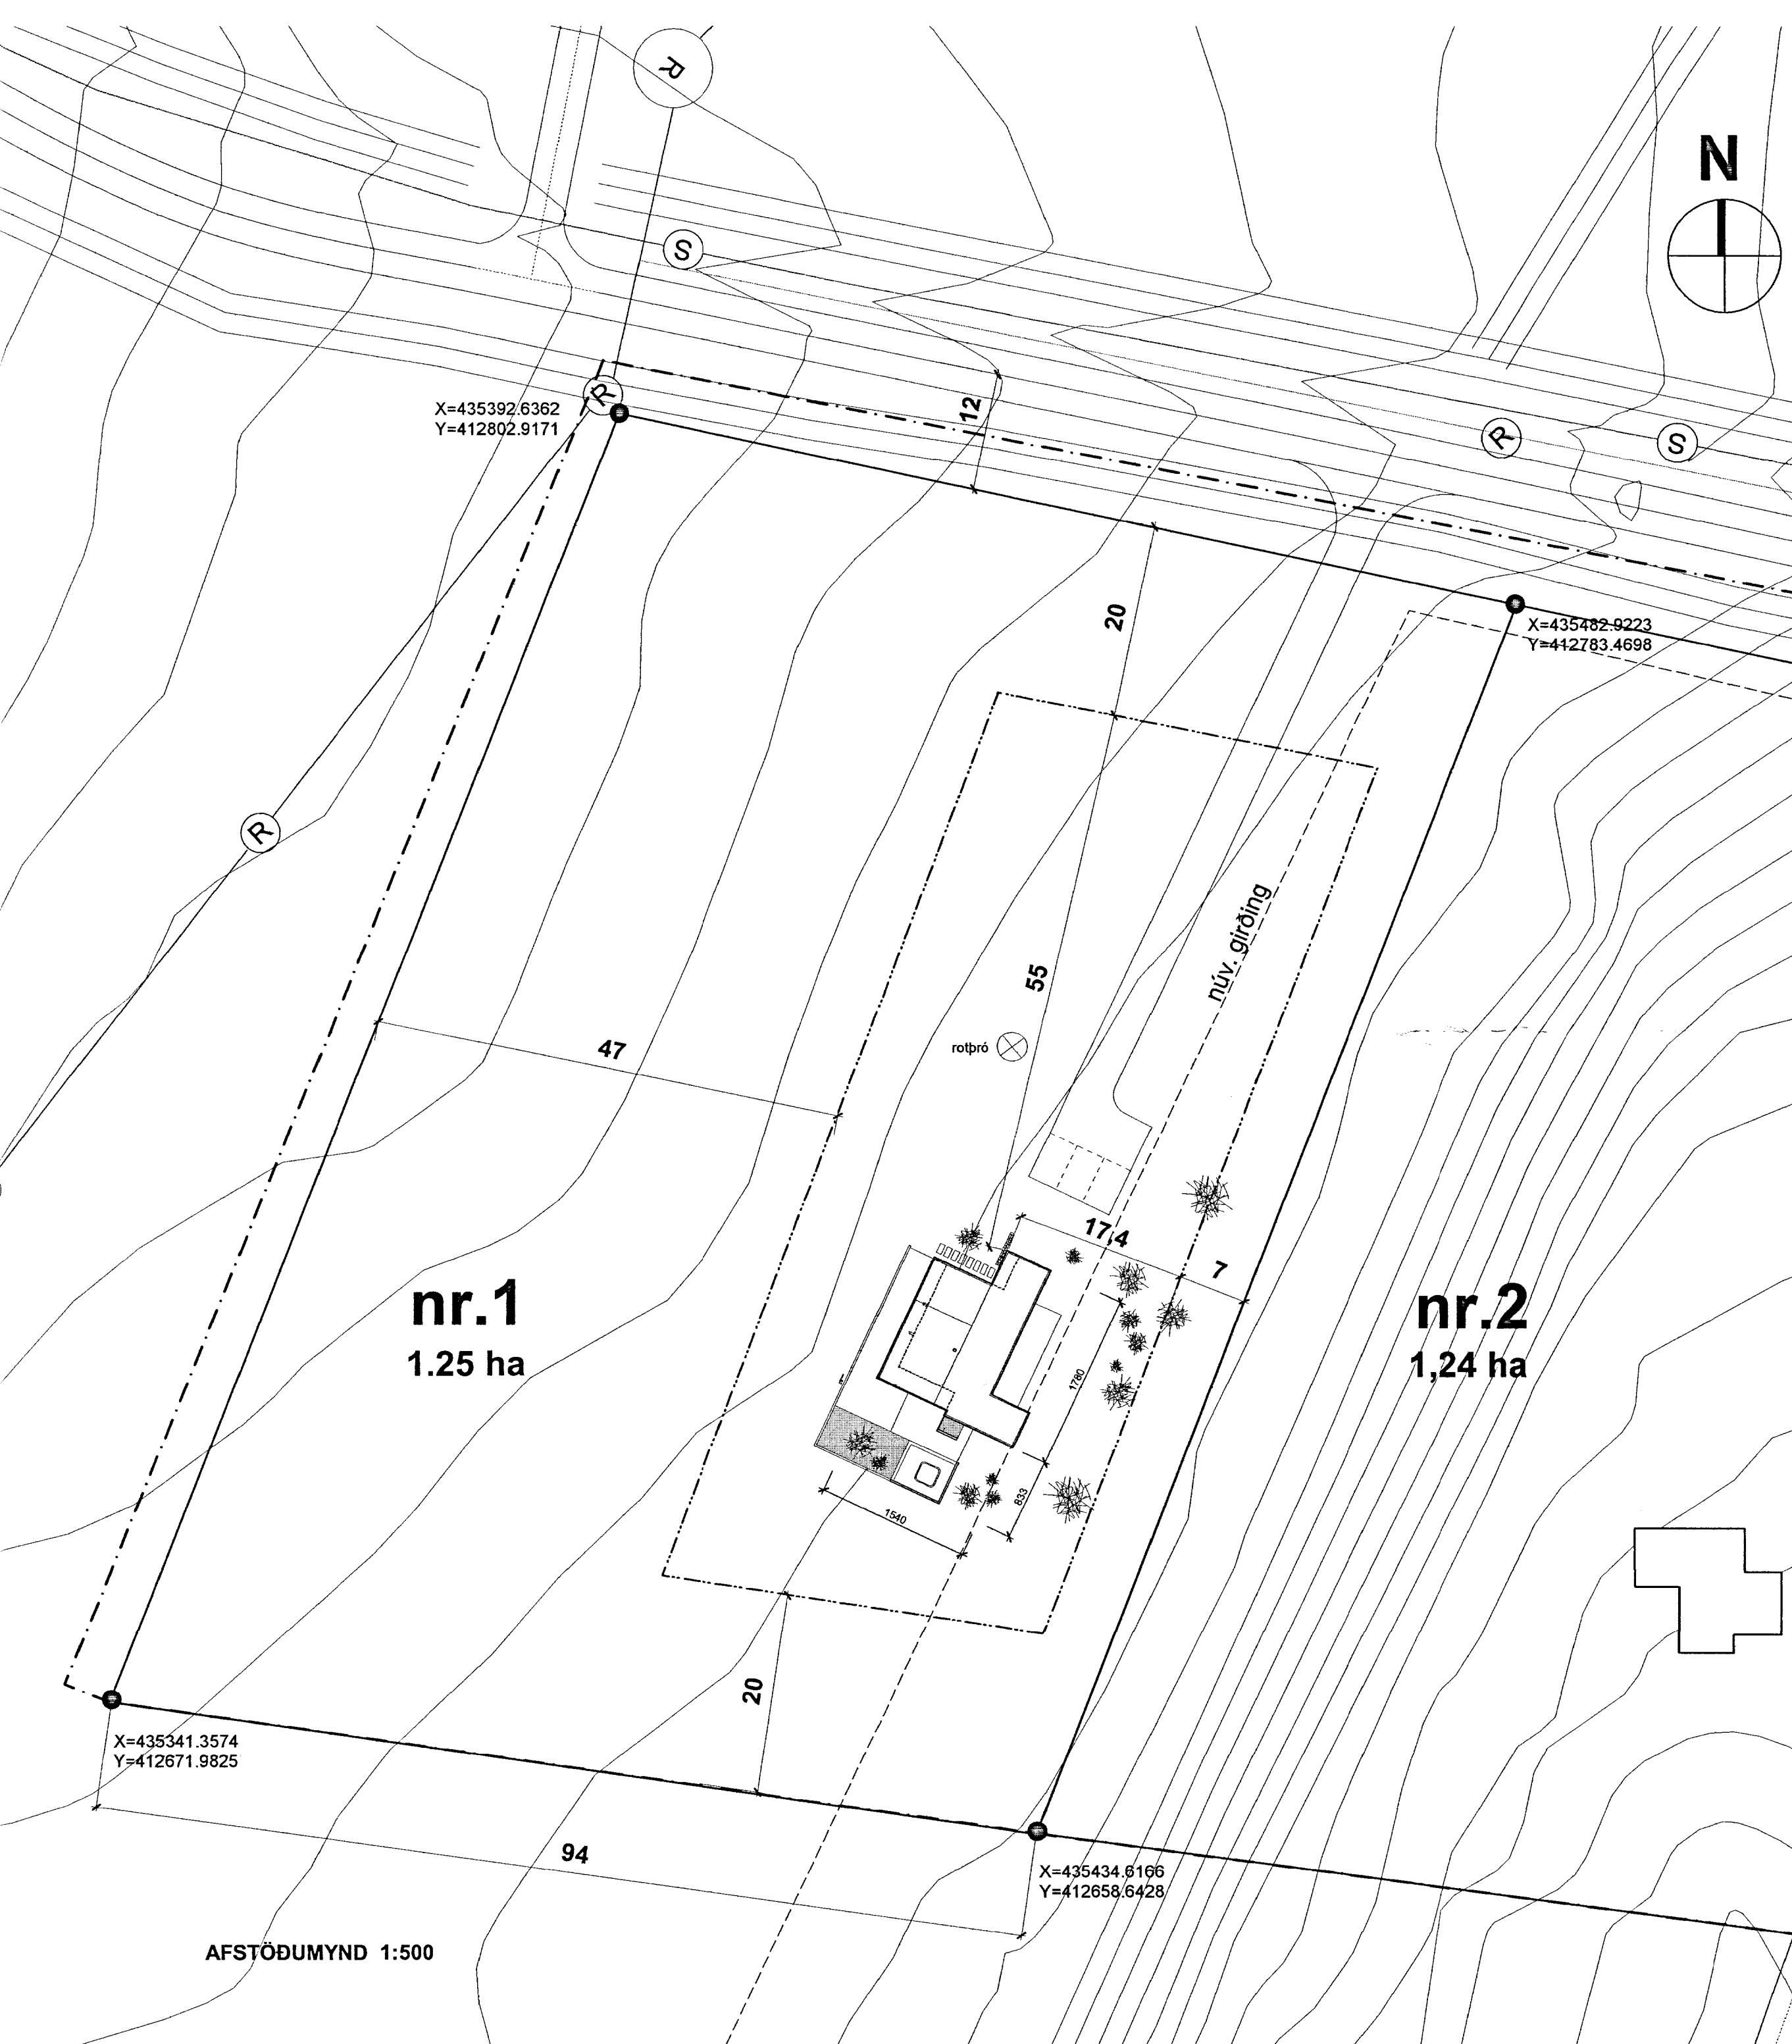 R
N
S
X=435392.6362
Y=412802.9171
R
12
R
S
20
X=435482.9223
Y=412783.4698
R
núv. girðing
55
47
rotþró
17,4
7
nr.1
1.25 ha
nr.2
1,24 ha
1780
833
1540
20
X=435341.3574
Y=412671.9825
94
X=435434.6166
Y=412658.6428
AFSTÖÐUMYND 1:500